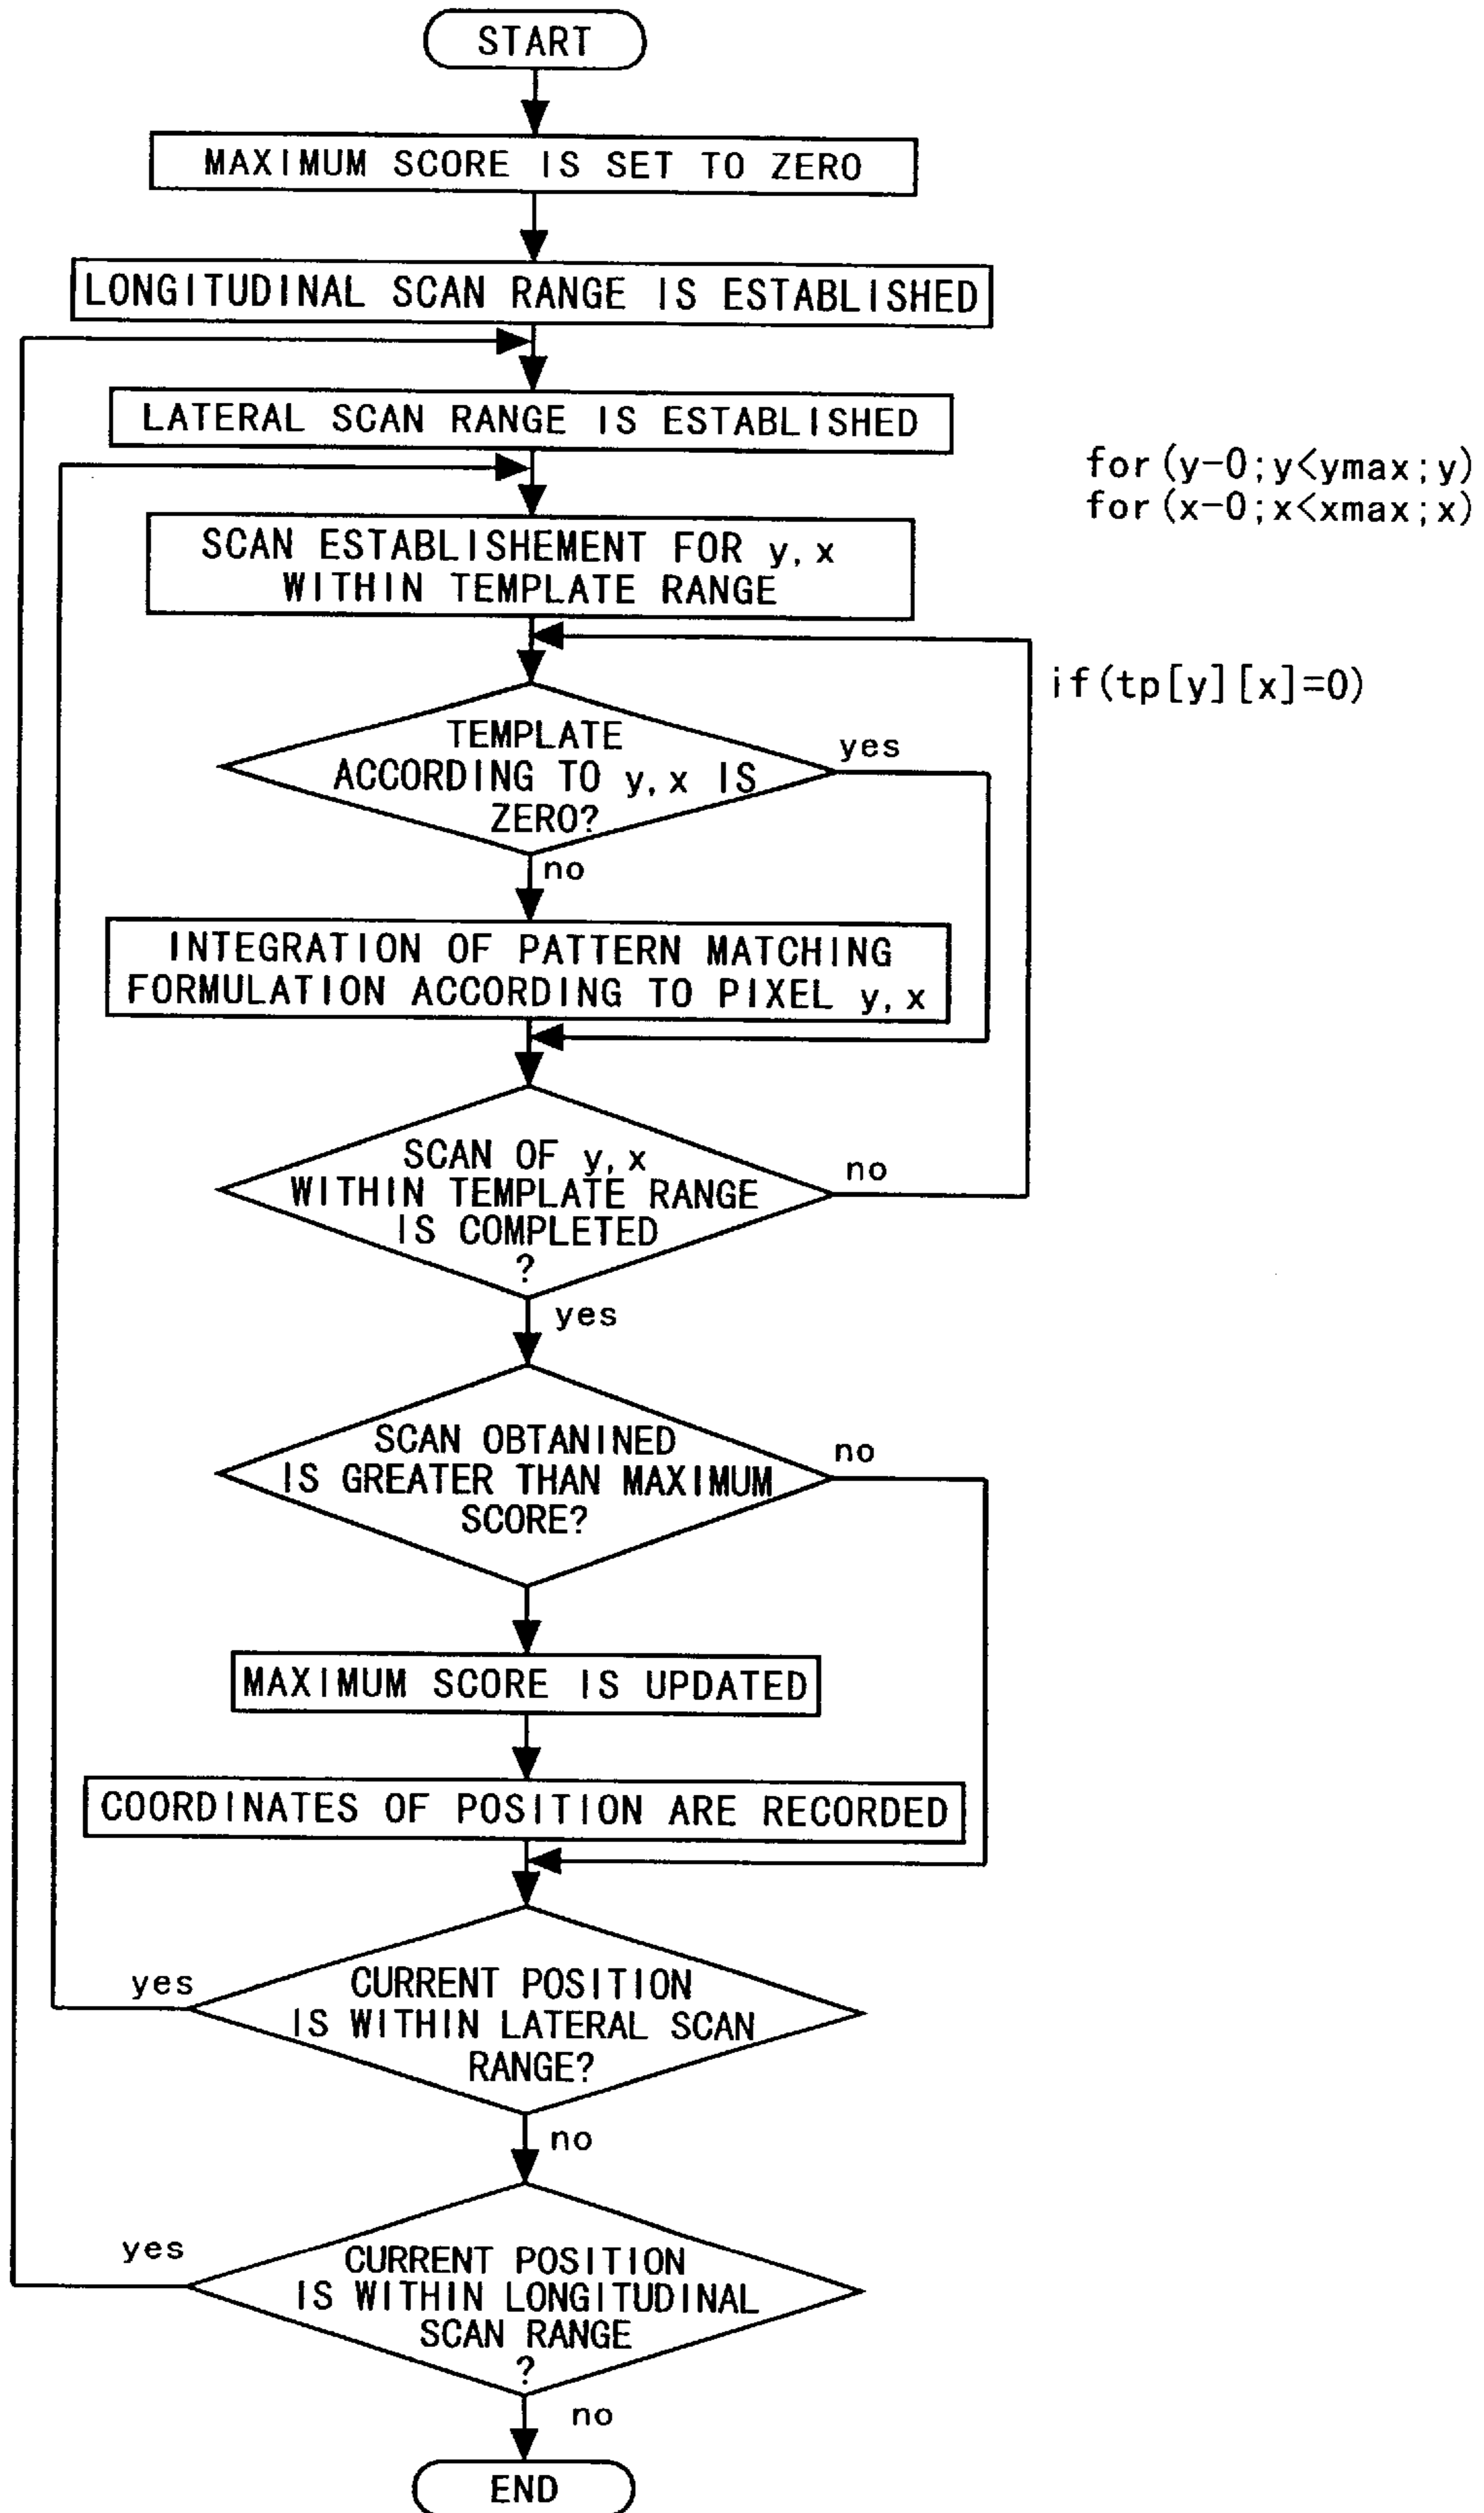 START
MAXIMUM SCORE IS SET TO ZERO
LONGITUDINAL SCAN RANGE IS ESTABLISHED
LATERAL SCAN RANGE IS ESTABLISHED
for(y-0;y<ymax;y)
for(x-0;x<xmax;x)
SCAN ESTABLISHEMENT FOR y,x
WITHIN TEMPLATE RANGE
if(tp[y][x]=0)
TEMPLATE
ACCORDING TO y,x IS
ZERO?
yes
no
INTEGRATION OF PATTERN MATCHING
FORMULATION ACCORDING TO PIXEL y,x
SCAN OF y,x
WITHIN TEMPLATE RANGE
IS COMPLETED
?
no
yes
SCAN OBTANINED
IS GREATER THAN MAXIMUM
SCORE?
no
MAXIMUM SCORE IS UPDATED
COORDINATES OF POSITION ARE RECORDED
yes
CURRENT POSITION
IS WITHIN LATERAL SCAN
RANGE?
no
yes
CURRENT POSITION
IS WITHIN LONGITUDINAL
SCAN RANGE
?
no
END